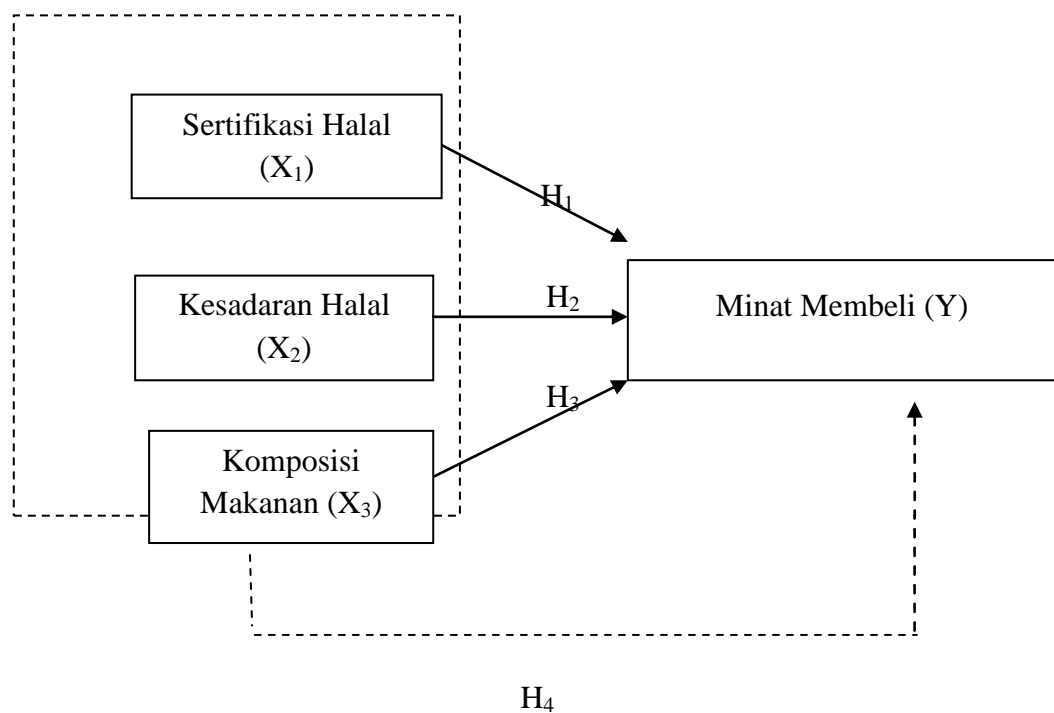 Sertifikasi Halal
(X₁)
H₁
Kesadaran Halal
(X₂)
H₂
Minat Membeli (Y)
H₃
Komposisi
Makanan (X₃)
H₄